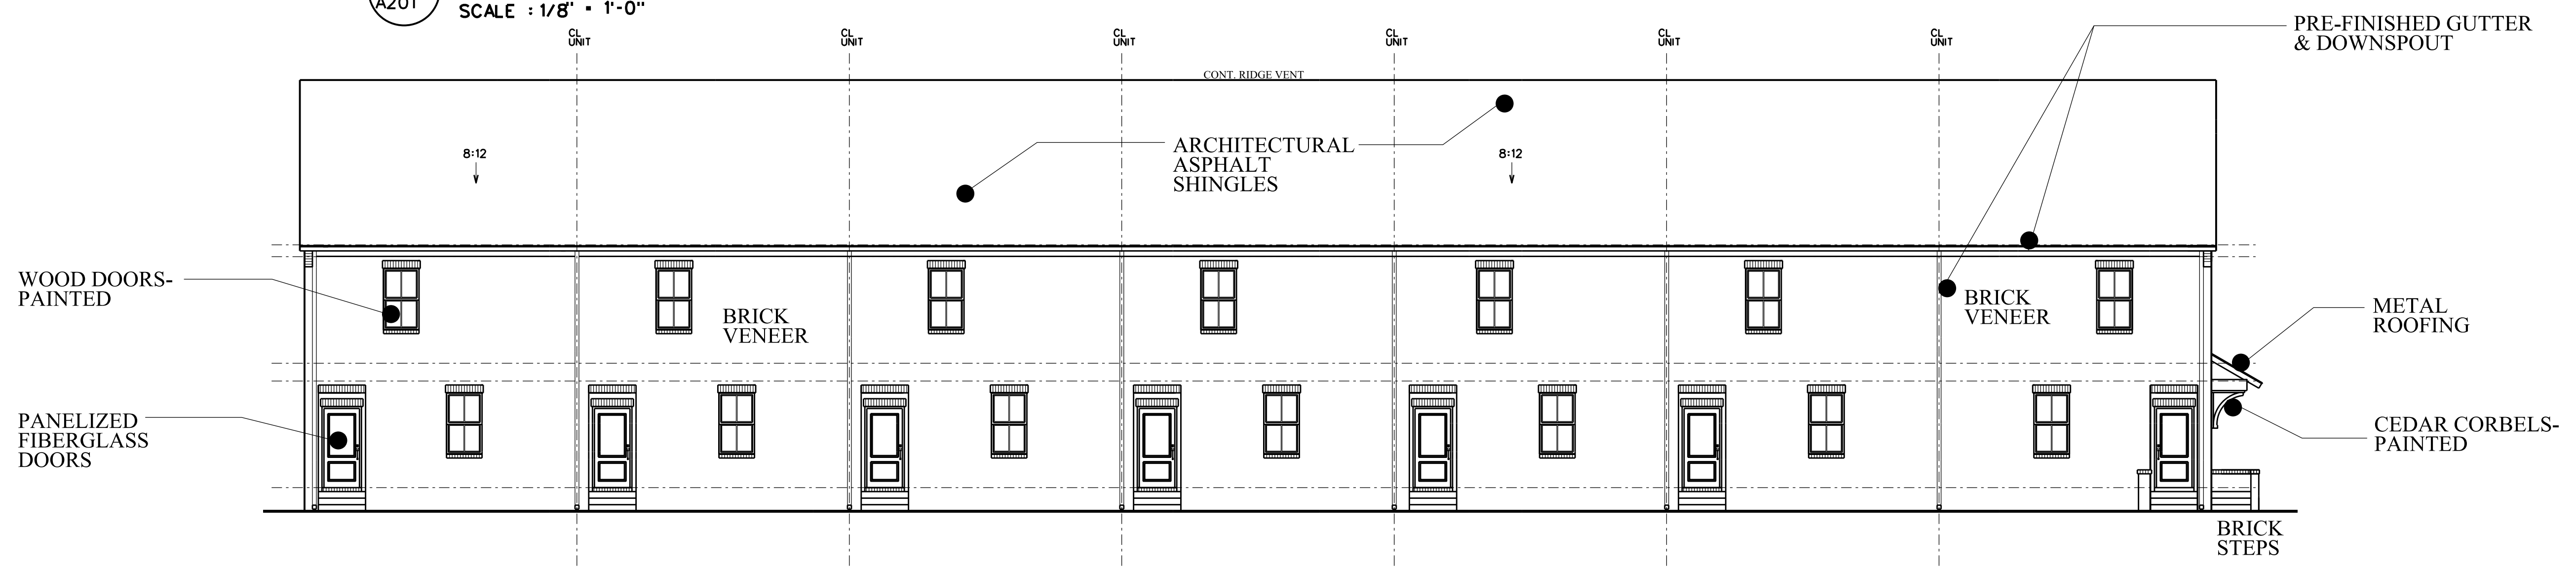 A201
SCALE : 1/8" = 1'-0"
CL
UNIT
CL
UNIT
CL
UNIT
CL
UNIT
CL
UNIT
CL
UNIT
PRE-FINISHED GUTTER
& DOWNSPOUT
CONT. RIDGE VENT
8:12
ARCHITECTURAL
ASPHALT
SHINGLES
8:12
WOOD DOORS-
PAINTED
BRICK
VENEER
BRICK
VENEER
METAL
ROOFING
PANELIZED
FIBERGLASS
DOORS
CEDAR CORBELS-
PAINTED
BRICK
STEPS